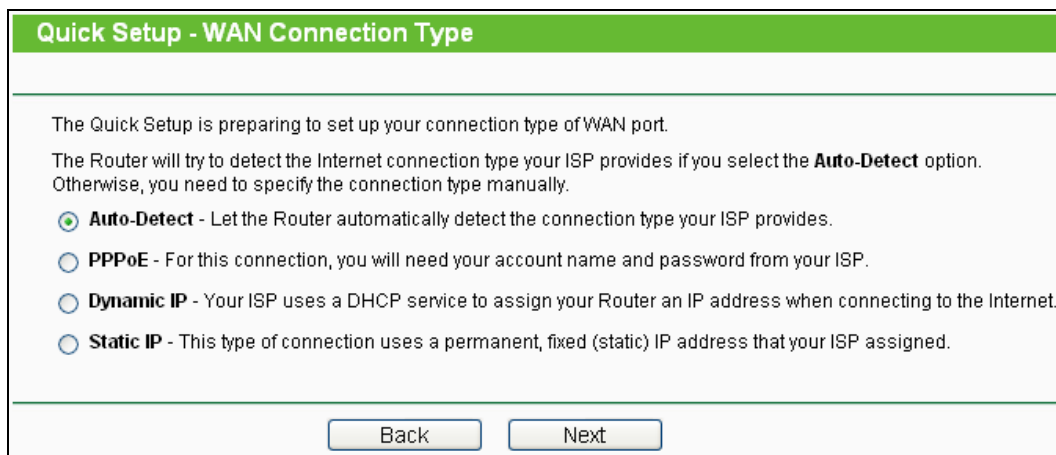 Quick Setup - WAN Connection Type
The Quick Setup is preparing to set up your connection type of WAN port.
The Router will try to detect the Internet connection type your ISP provides if you select the Auto-Detect option.
Otherwise, you need to specify the connection type manually.
Auto-Detect - Let the Router automatically detect the connection type your ISP provides.
PPPoE - For this connection, you will need your account name and password from your ISP.
Dynamic IP - Your ISP uses a DHCP service to assign your Router an IP address when connecting to the Internet.
Static IP - This type of connection uses a permanent, fixed (static) IP address that your ISP assigned.
Back Next